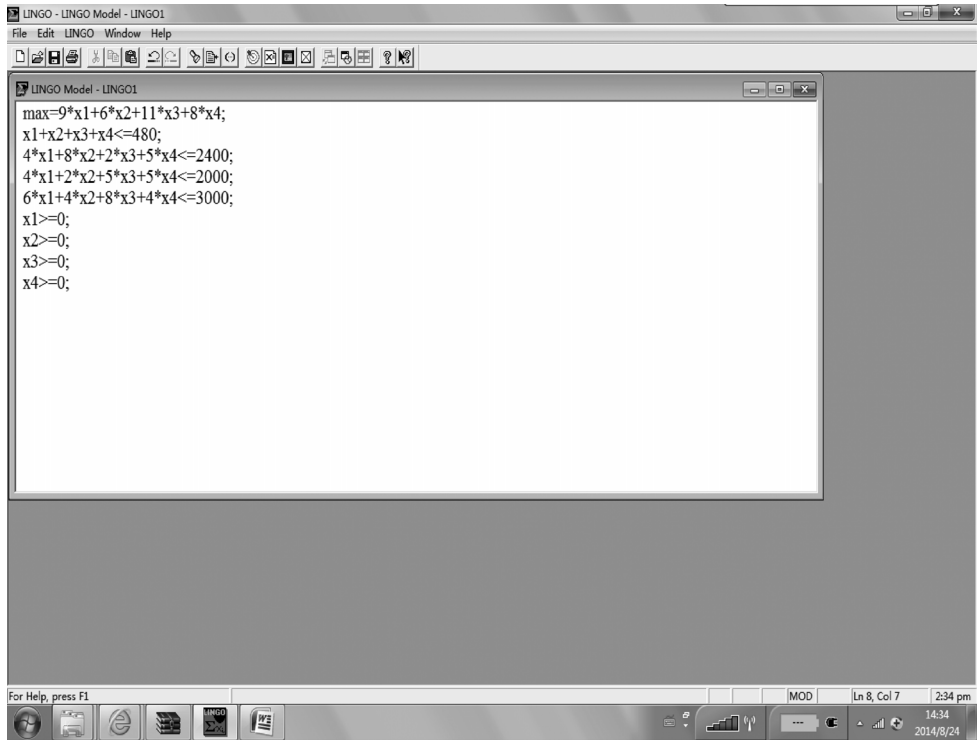 LINGO - LINGO Model - LINGO1
File Edit LINGO Window Help
LINGO Model - LINGO1
max=9*x1+6*x2+11*x3+8*x4;
x1+x2+x3+x4<=480;
4*x1+8*x2+2*x3+5*x4<=2400;
4*x1+2*x2+5*x3+5*x4<=2000;
6*x1+4*x2+8*x3+4*x4<=3000;
x1>=0;
x2>=0;
x3>=0;
x4>=0;
For Help, press F1
MOD
Ln 8, Col 7
2:34 pm
LINGO
14:34
2014/8/24